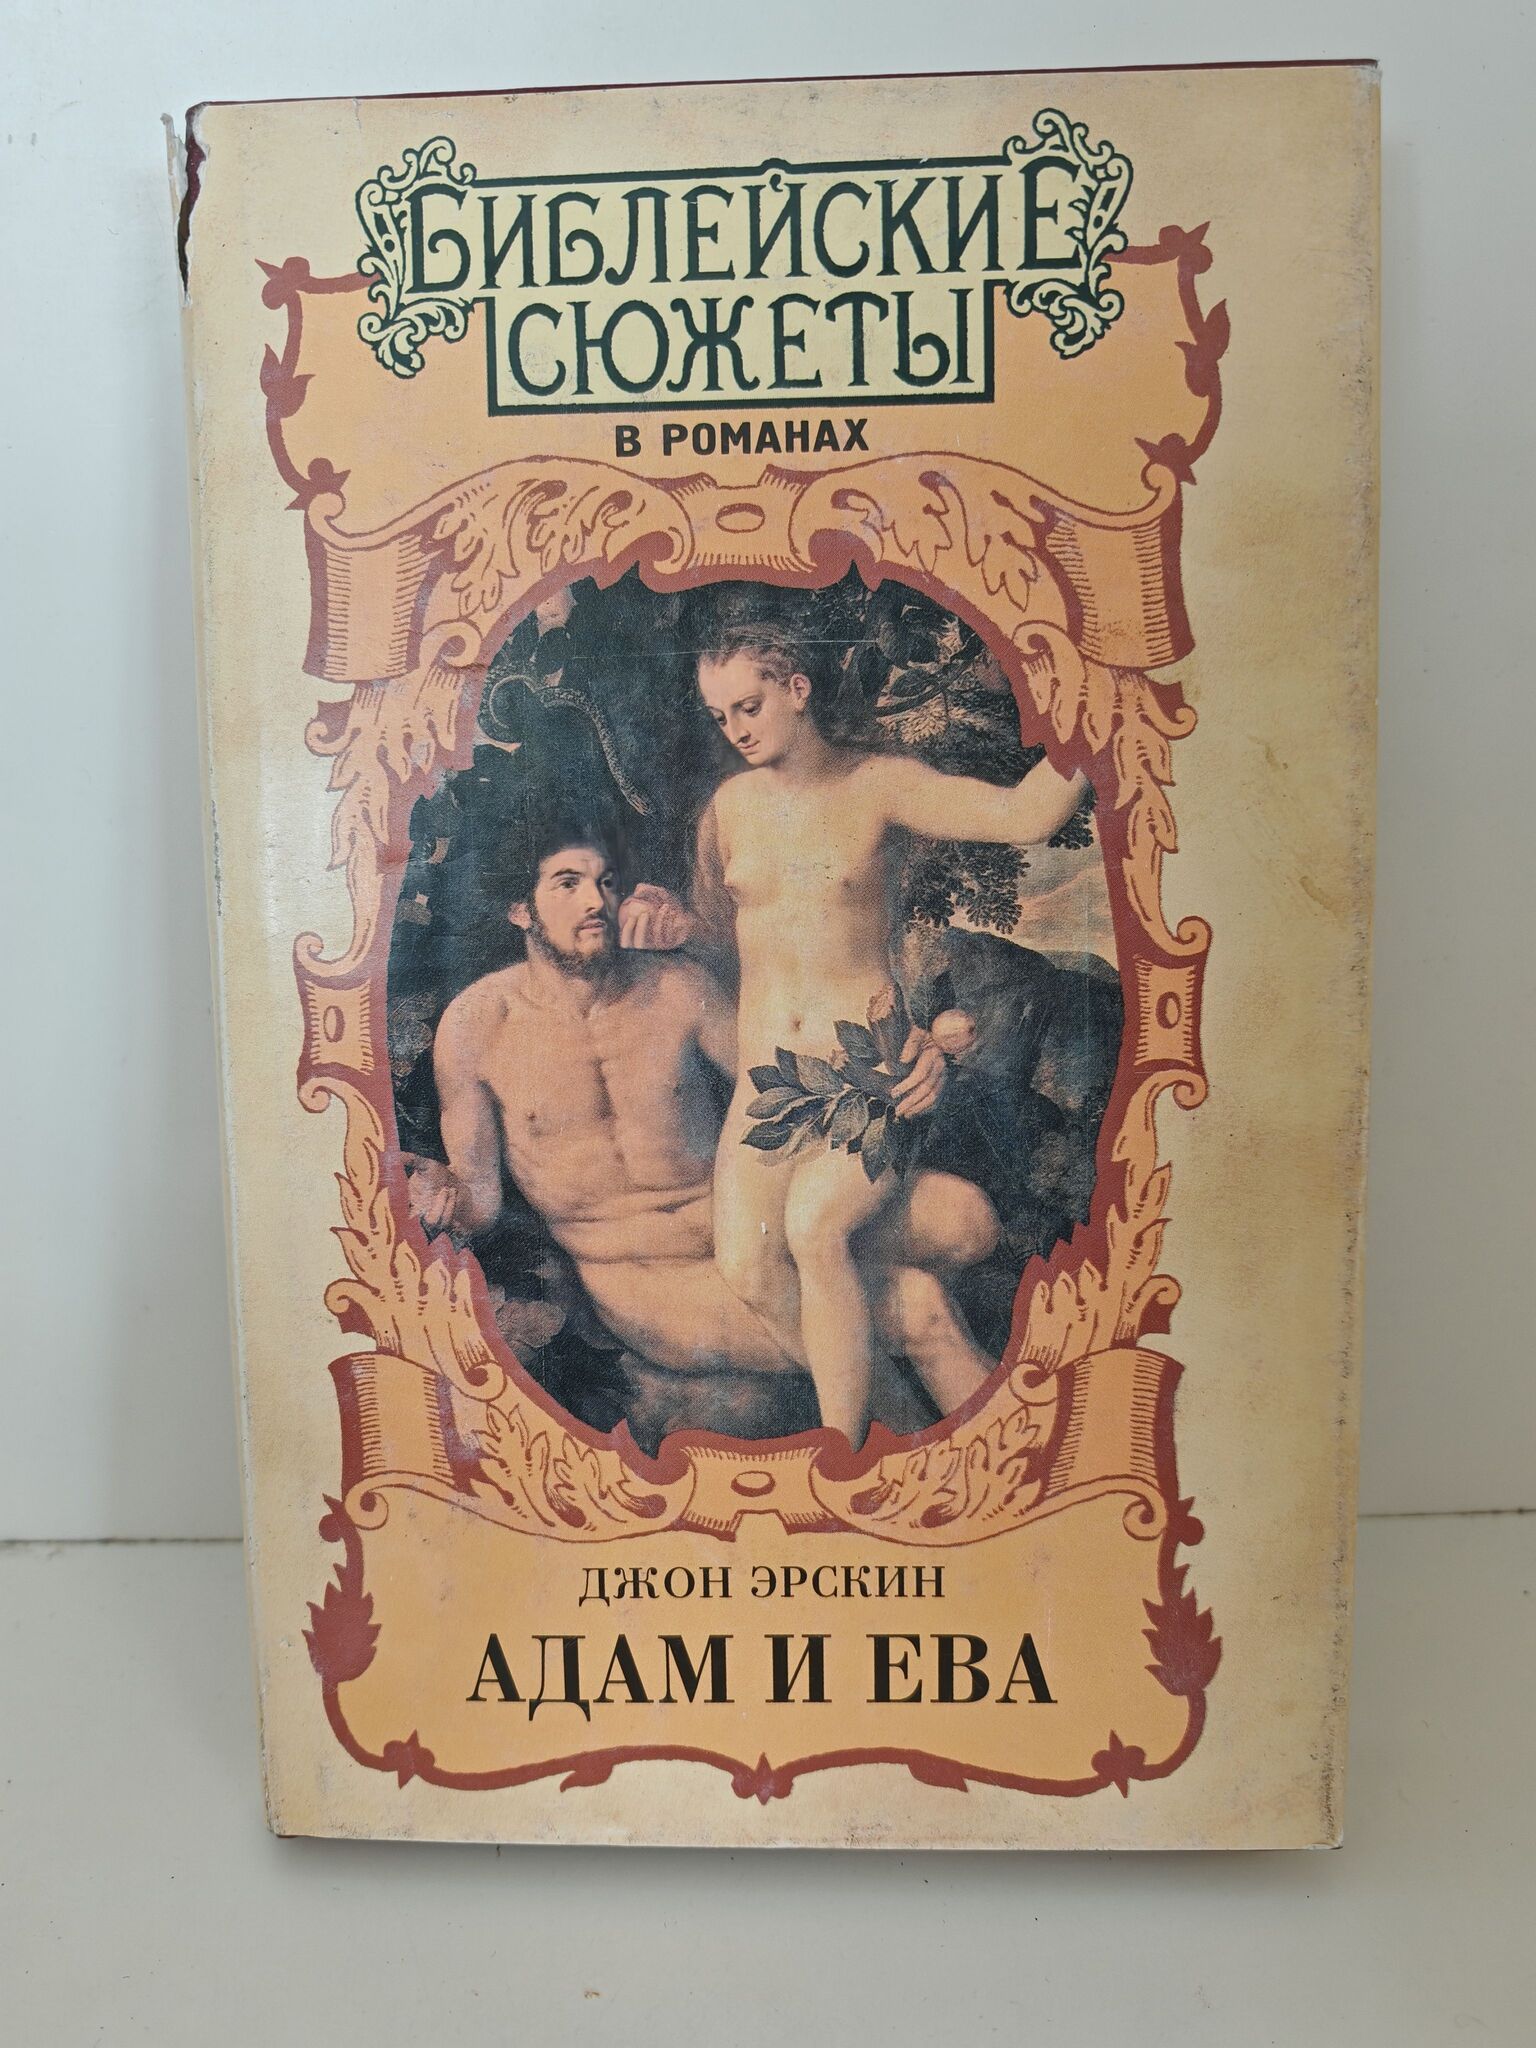 БИБЛЕЙСКИЕ
СЮЖЕТЫ
В РОМАНАХ
ДЖОН ЭРСКИН
АДАМ И ЕВА